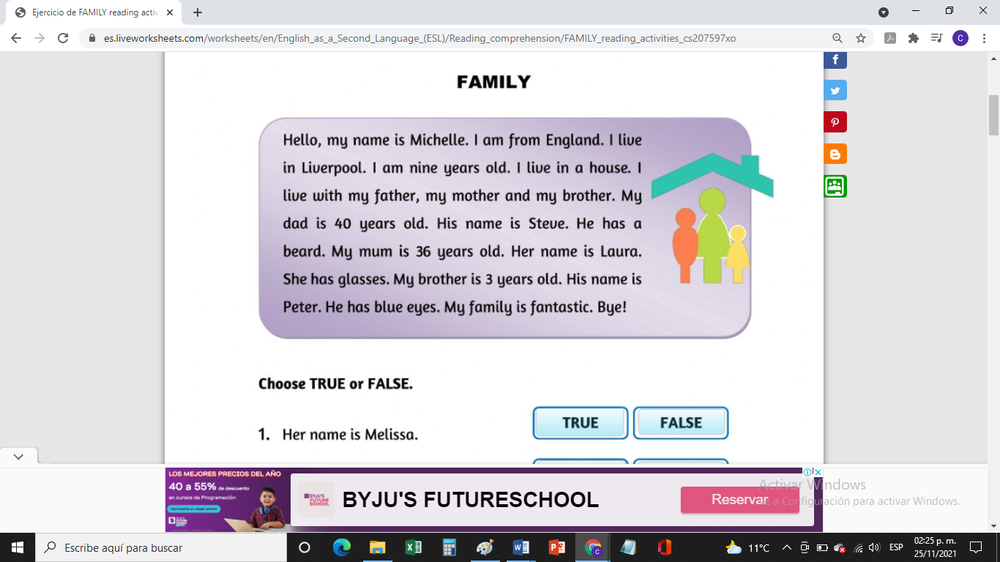 Ejercicio de FAMILY reading activi
es.liveworksheets.com/worksheets/en/English_as_a_Second_Language_(ESL)/Reading_comprehension/FAMILY_reading_activities_cs207597xo
C
FAMILY
Hello, my name is Michelle. I am from England. I live
in Liverpool. I am nine years old. I live in a house. I
live with my father, my mother and my brother. My
dad is 40 years old. His name is Steve. He has a
beard. My mum is 36 years old. Her name is Laura.
She has glasses. My brother is 3 years old. His name is
Peter. He has blue eyes. My family is fantastic. Bye!
Choose TRUE or FALSE.
TRUE FALSE
1. Her name is Melissa.
LOS MEJORES PRECIOS DEL AÑO
40 a 55% de descuento
en cursos de Programación
Aprovecha un súper precio
BYJU'S FUTURE SCHOOL
BYJU'S FUTURESCHOOL
Reservar
Activar Windows
Ve a Configuración para activar Windows.
Escribe aquí para buscar
11°C
ESP
02:25 p. m.
25/11/2021